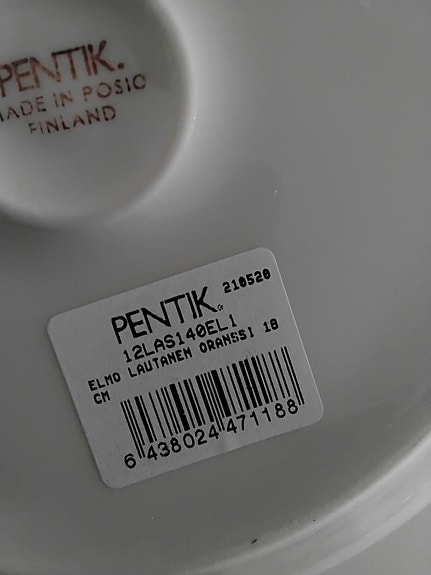 PENTIK.
MADE IN POSIO
FINLAND
PENTIK. 210520
12LAS140EL1
ELMO LAUTANEN ORANSSI 18
CM
6 438024 471188